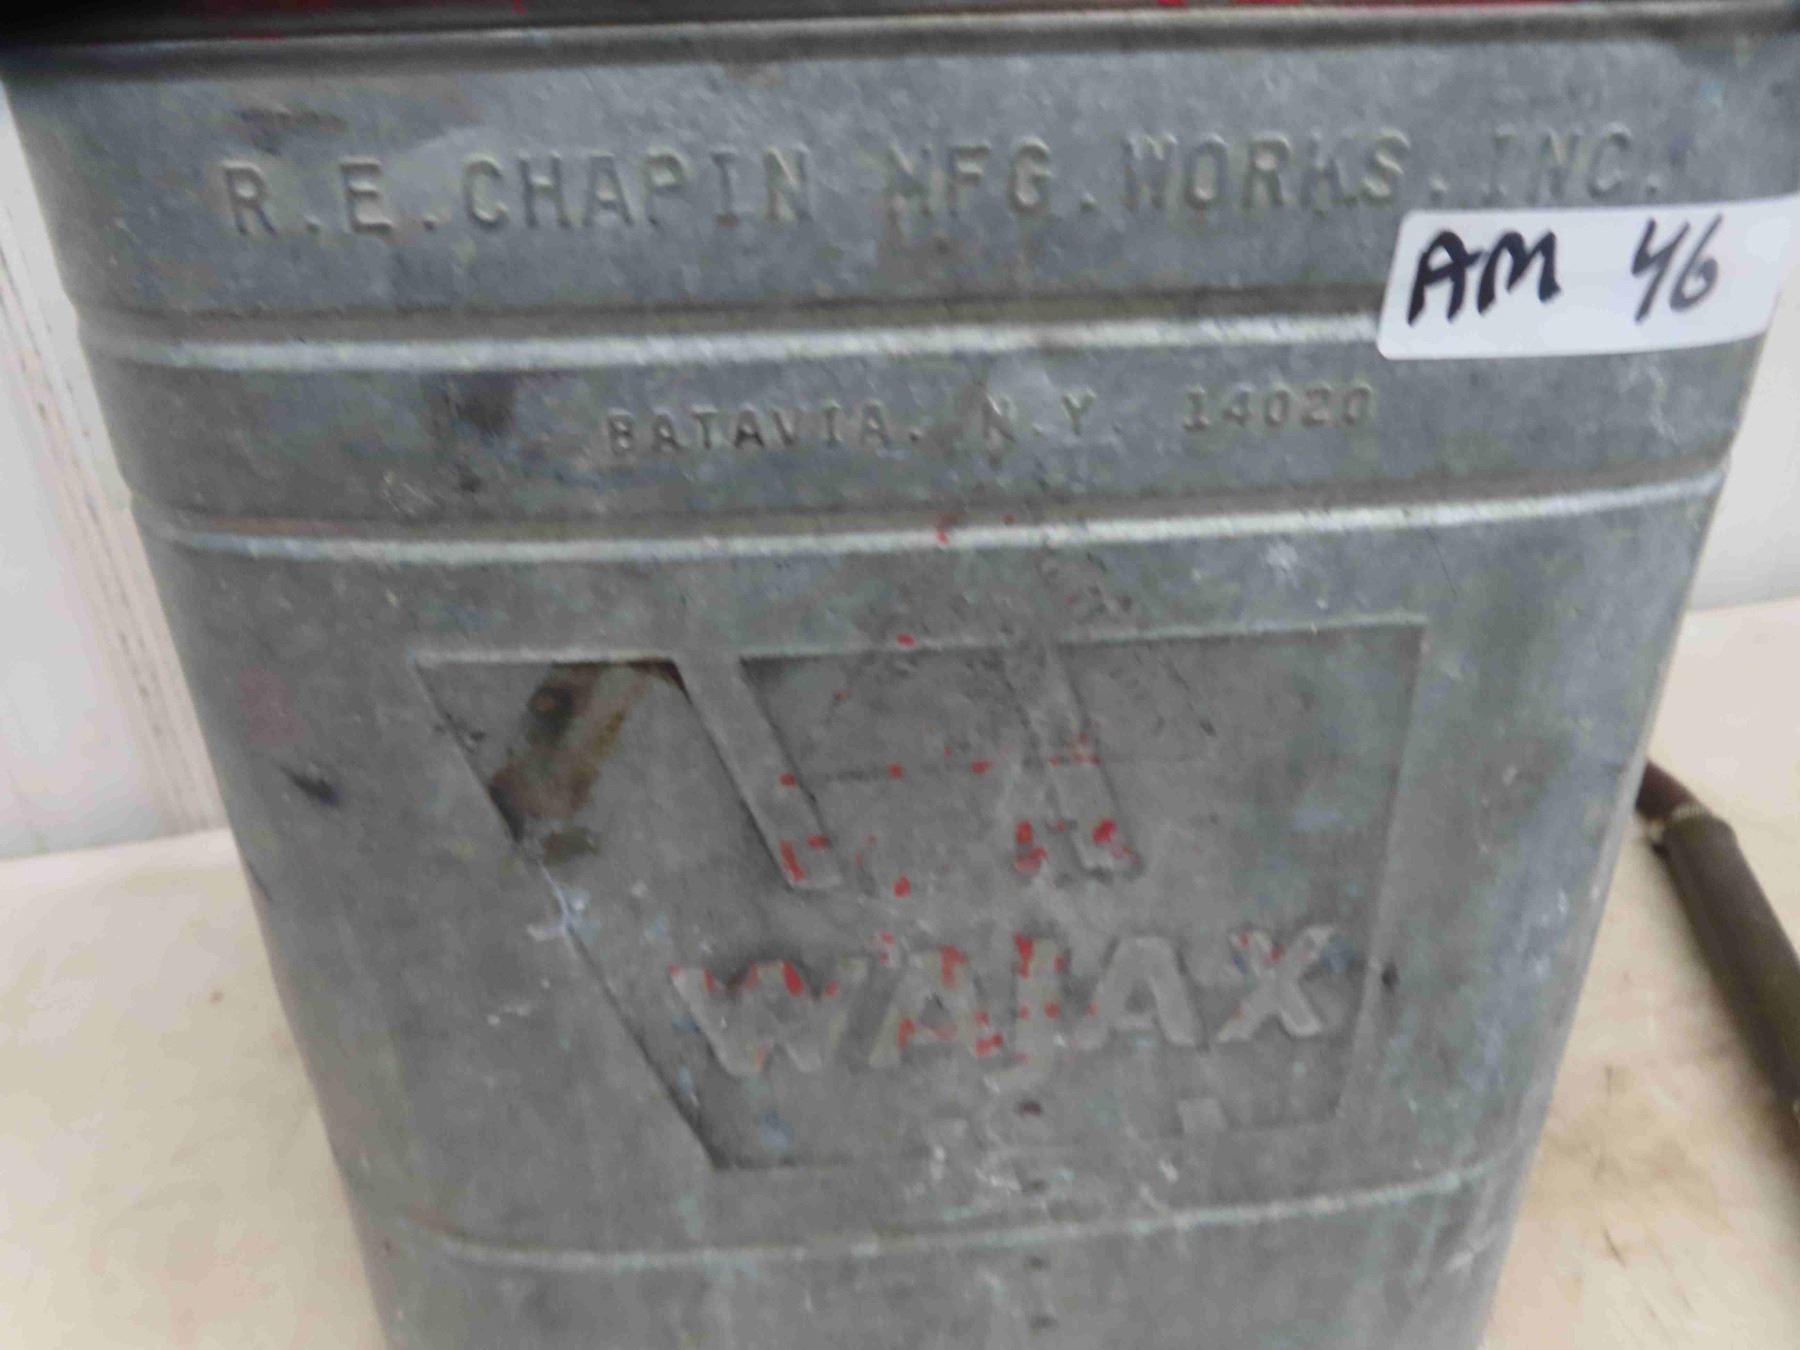 R.E.CHAPIN MFG.WORKS.INC.
AM 46
BATAVIA. N.Y. 14020
WAJAX